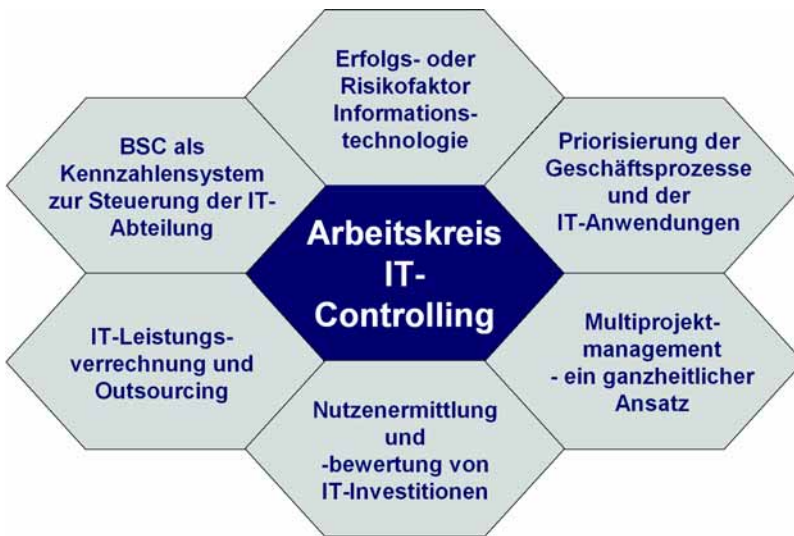 Erfolgs- oder
Risikofaktor
Informations-
technologie
BSC als
Kennzahlensystem
zur Steuerung der IT-
Abteilung
Priorisierung der
Geschäftsprozesse
und der
IT-Anwendungen
Arbeitskreis
IT-
Controlling
IT-Leistungs-
verrechnung und
Outsourcing
Multiprojekt-
management
- ein ganzheitlicher
Ansatz
Nutzenermittlung
und
-bewertung von
IT-Investitionen